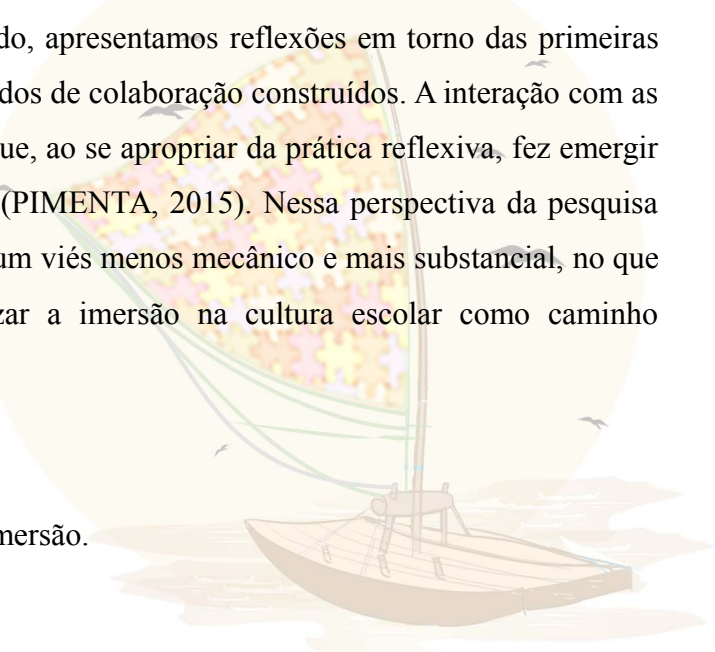 do, apresentamos reflexões em torno das primeiras
dos de colaboração construídos. A interação com as
ue, ao se apropriar da prática reflexiva, fez emergir
(PIMENTA, 2015). Nessa perspectiva da pesquisa
um viés menos mecânico e mais substancial, no que
zar a imersão na cultura escolar como caminho
mersão.